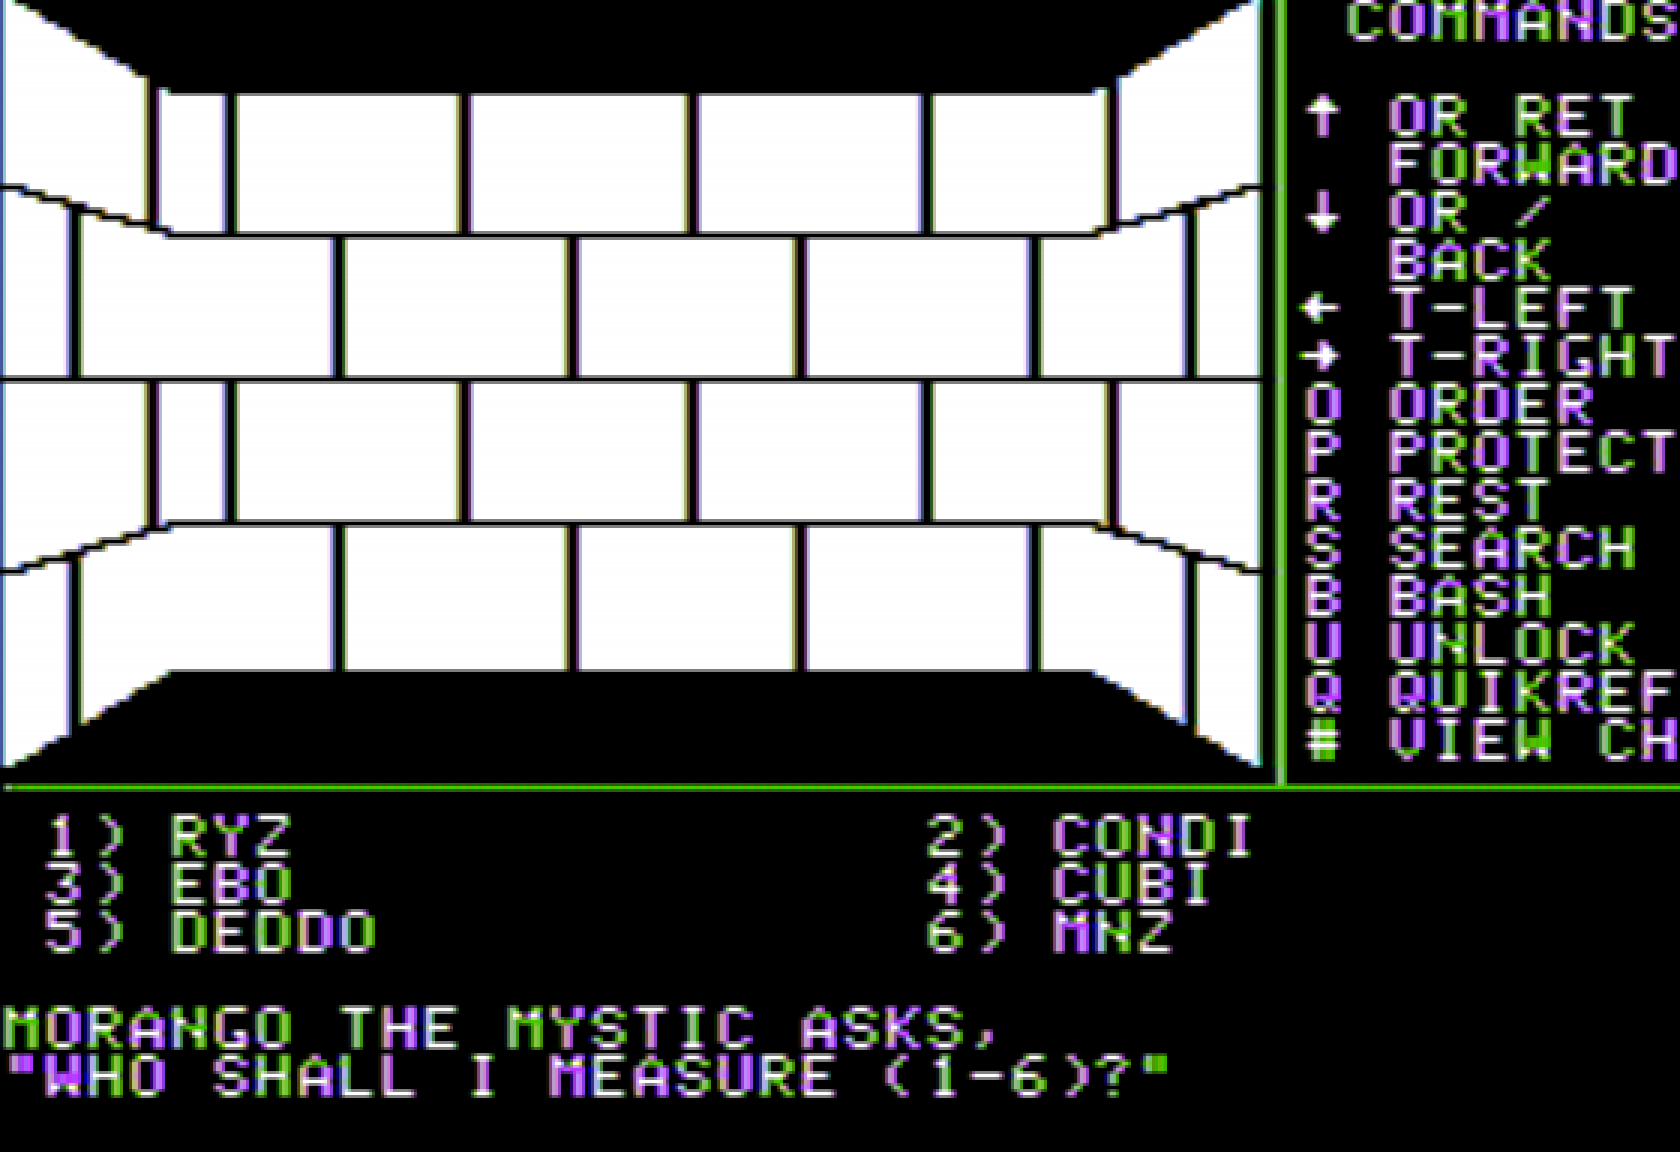 COMMANDS
↑ OR RET
FORWARD
↓ OR /
BACK
← T-LEFT
→ T-RIGHT
O ORDER
P PROTECT
R REST
S SEARCH
B BASH
U UNLOCK
Q QUIKREF
# VIEW CH
1) RYZ 2) CONDI
3) EBO 4) CUBI
5) DEDDO 6) MNZ
MORANGO THE MYSTIC ASKS,
"WHO SHALL I MEASURE (1-6)?"